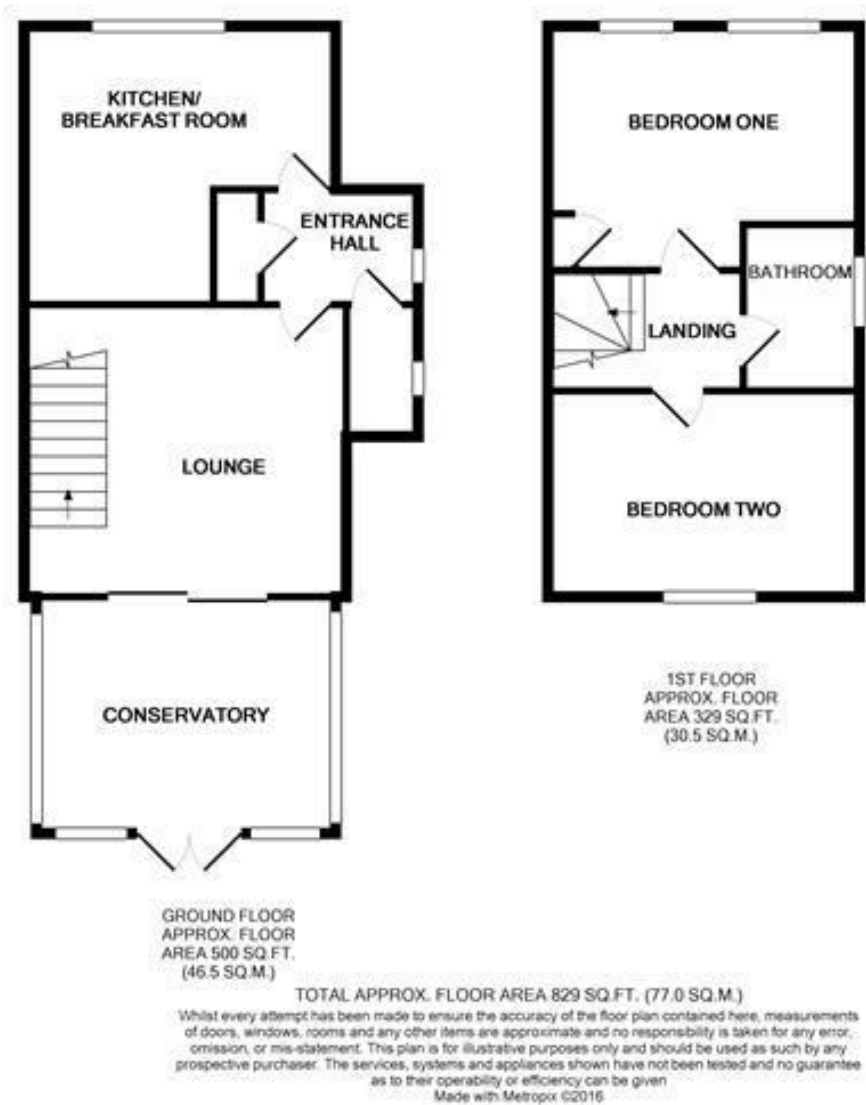 KITCHEN/
BREAKFAST ROOM
ENTRANCE
HALL
LOUNGE
CONSERVATORY
GROUND FLOOR
APPROX. FLOOR
AREA 500 SQ.FT.
(46.5 SQ.M.)
BEDROOM ONE
BATHROOM
LANDING
BEDROOM TWO
1ST FLOOR
APPROX. FLOOR
AREA 329 SQ.FT.
(30.5 SQ.M.)
TOTAL APPROX. FLOOR AREA 829 SQ.FT. (77.0 SQ.M.)
Whilst every attempt has been made to ensure the accuracy of the floor plan contained here, measurements
of doors, windows, rooms and any other items are approximate and no responsibility is taken for any error,
omission, or mis-statement. This plan is for illustrative purposes only and should be used as such by any
prospective purchaser. The services, systems and appliances shown have not been tested and no guarantee
as to their operability or efficiency can be given
Made with Metropix ©2016